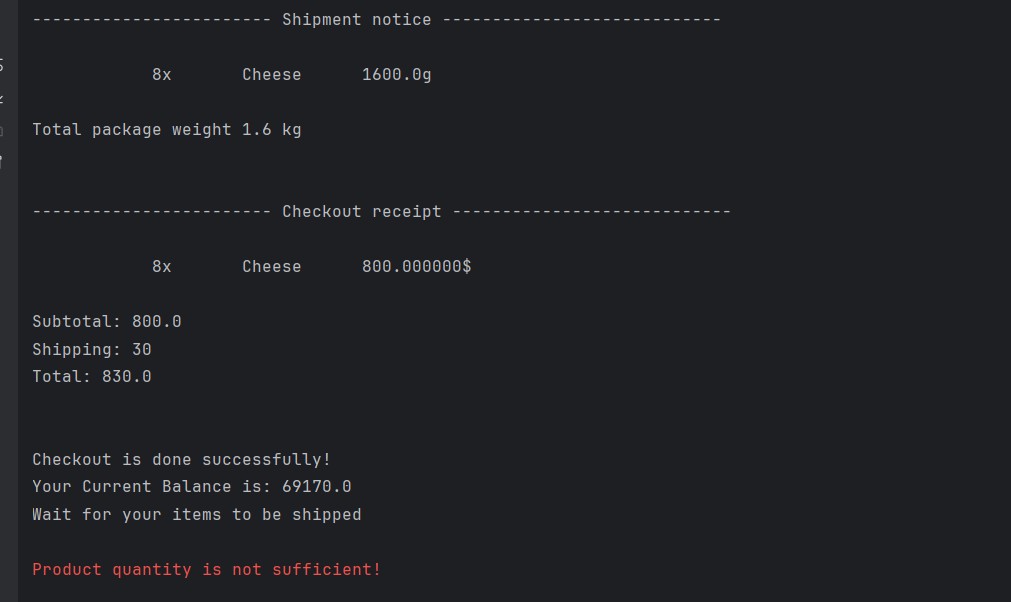 ------------------------ Shipment notice ----------------------------
8x Cheese 1600.0g
Total package weight 1.6 kg
------------------------ Checkout receipt ----------------------------
8x Cheese 800.000000$
Subtotal: 800.0
Shipping: 30
Total: 830.0
Checkout is done successfully!
Your Current Balance is: 69170.0
Wait for your items to be shipped
Product quantity is not sufficient!